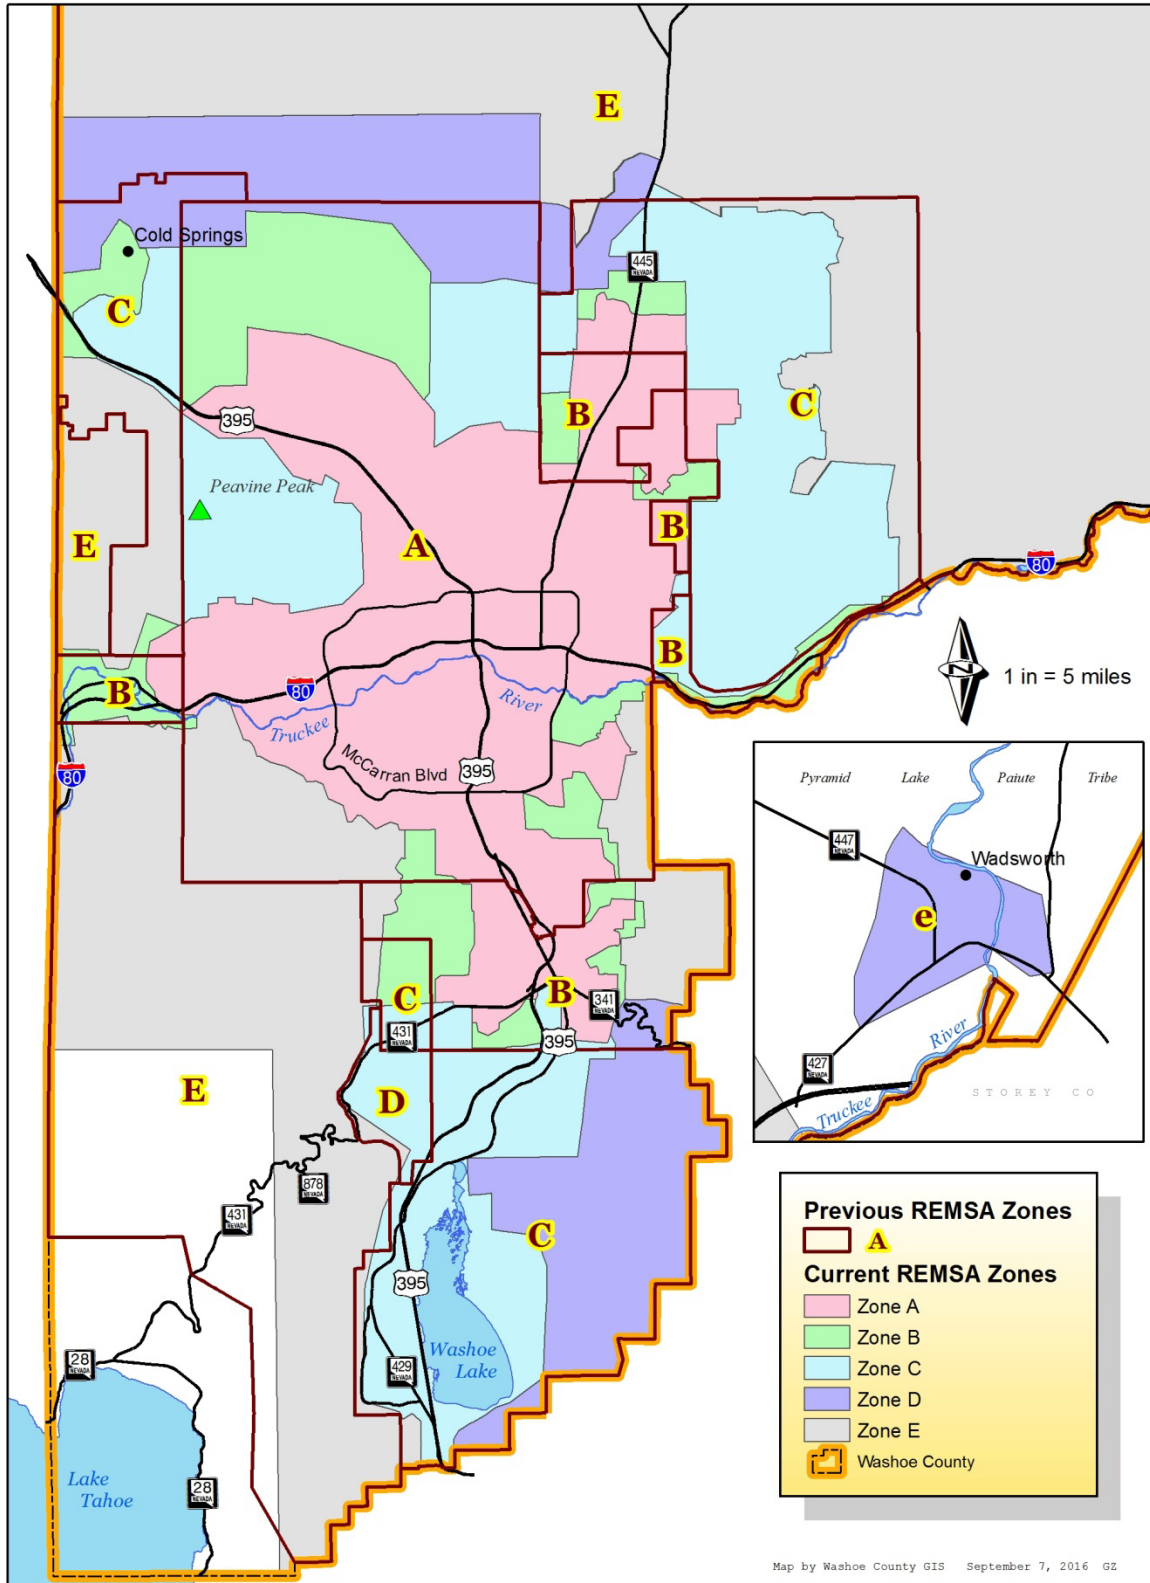 E
445
NEVADA
Cold Springs
C
395
B
C
Peavine Peak
A
B
E
80
B
B
80
River
Truckee
McCarran Blvd
395
80
1 in = 5 miles
N
Pyramid Lake Paiute Tribe
447
NEVADA
Wadsworth
e
427
NEVADA
River
Truckee
STOREY CO
C
B
341
NEVADA
431
NEVADA
395
E
D
878
NEVADA
431
NEVADA
C
395
Washoe
Lake
429
NEVADA
28
NEVADA
Lake
Tahoe
28
NEVADA
Previous REMSA Zones
A
Current REMSA Zones
Zone A
Zone B
Zone C
Zone D
Zone E
Washoe County
Map by Washoe County GIS September 7, 2016 GZ